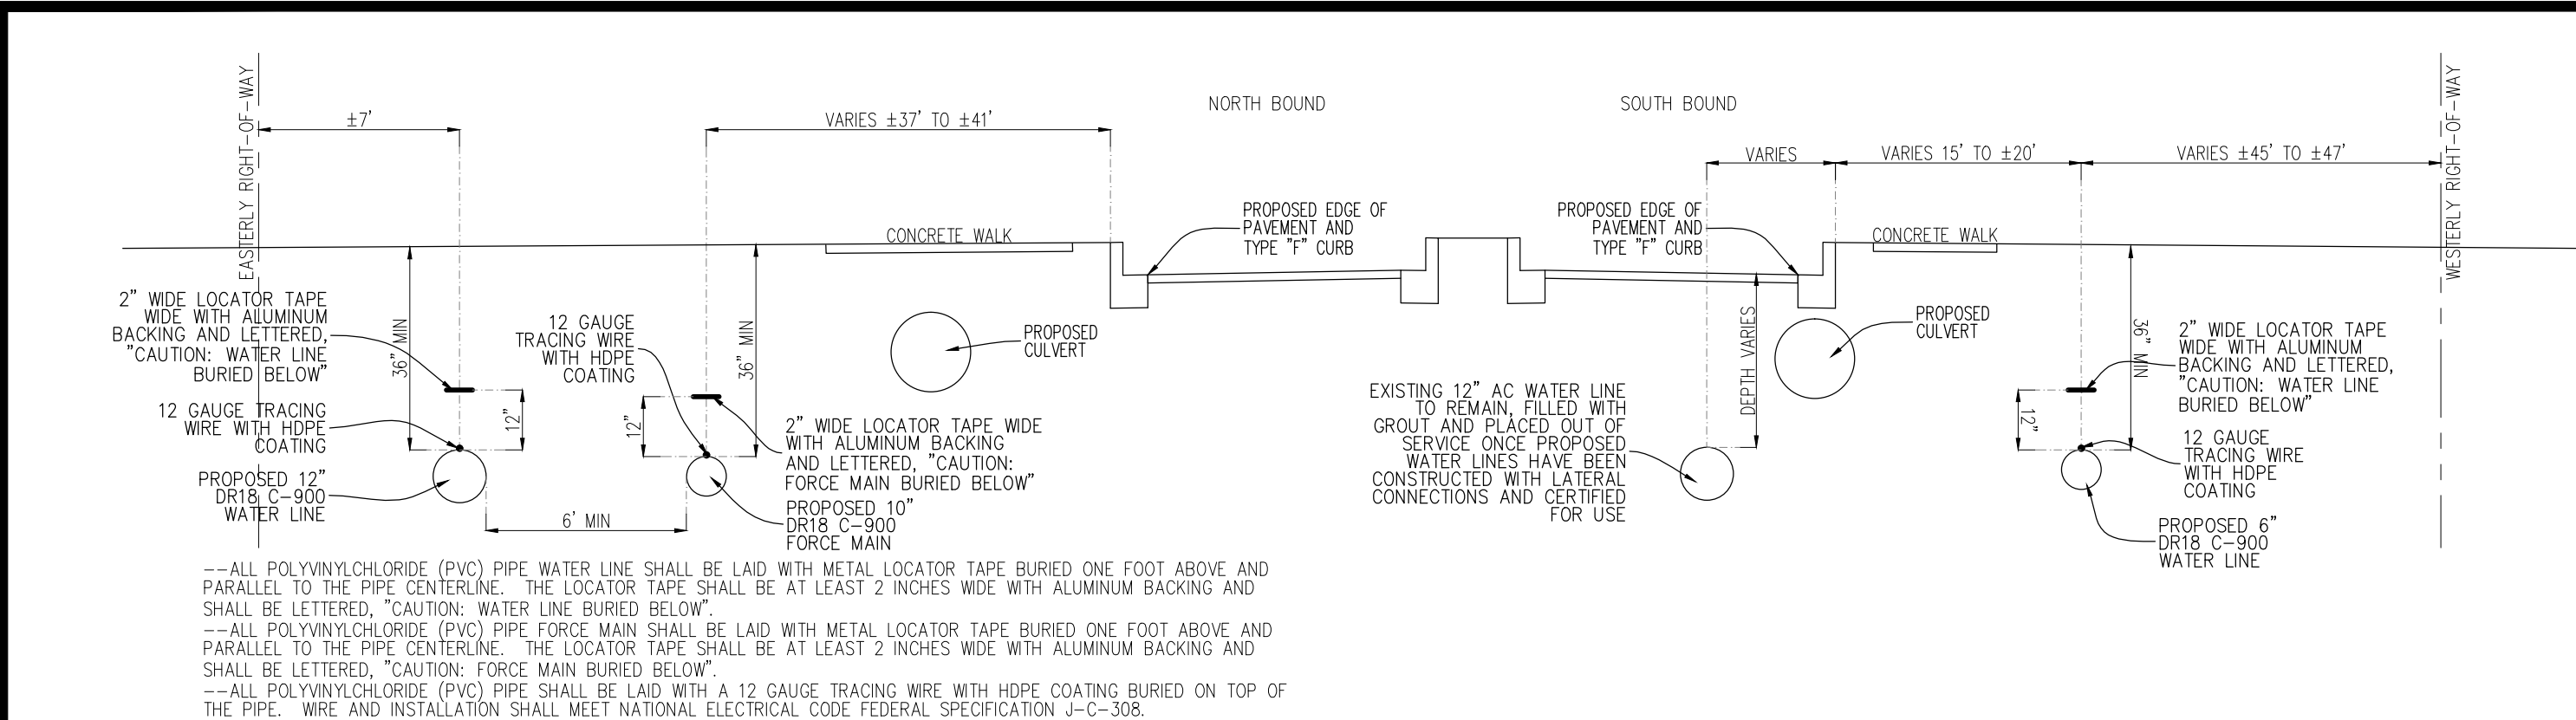 NORTH BOUND
SOUTH BOUND
EASTERLY RIGHT-OF-WAY
±7'
VARIES ±37' TO ±41'
VARIES
VARIES 15' TO ±20'
VARIES ±45' TO ±47'
WESTERLY RIGHT-OF-WAY
CONCRETE WALK
PROPOSED EDGE OF
PAVEMENT AND
TYPE "F" CURB
PROPOSED EDGE OF
PAVEMENT AND
TYPE "F" CURB
CONCRETE WALK
2" WIDE LOCATOR TAPE
WIDE WITH ALUMINUM
BACKING AND LETTERED,
"CAUTION: WATER LINE
BURIED BELOW"
36" MIN
12 GAUGE TRACING
WIRE WITH HDPE
COATING
12"
PROPOSED 12"
DR18 C-900
WATER LINE
6' MIN
12 GAUGE
TRACING WIRE
WITH HDPE
COATING
36" MIN
12"
2" WIDE LOCATOR TAPE WIDE
WITH ALUMINUM BACKING
AND LETTERED, "CAUTION:
FORCE MAIN BURIED BELOW"
PROPOSED 10"
DR18 C-900
FORCE MAIN
PROPOSED
CULVERT
EXISTING 12" AC WATER LINE
TO REMAIN, FILLED WITH
GROUT AND PLACED OUT OF
SERVICE ONCE PROPOSED
WATER LINES HAVE BEEN
CONSTRUCTED WITH LATERAL
CONNECTIONS AND CERTIFIED
FOR USE
DEPTH VARIES
PROPOSED
CULVERT
36" MIN
12"
2" WIDE LOCATOR TAPE
WIDE WITH ALUMINUM
BACKING AND LETTERED,
"CAUTION: WATER LINE
BURIED BELOW"
12 GAUGE
TRACING WIRE
WITH HDPE
COATING
PROPOSED 6"
DR18 C-900
WATER LINE
--ALL POLYVINYLCHLORIDE (PVC) PIPE WATER LINE SHALL BE LAID WITH METAL LOCATOR TAPE BURIED ONE FOOT ABOVE AND
PARALLEL TO THE PIPE CENTERLINE. THE LOCATOR TAPE SHALL BE AT LEAST 2 INCHES WIDE WITH ALUMINUM BACKING AND
SHALL BE LETTERED, "CAUTION: WATER LINE BURIED BELOW".
--ALL POLYVINYLCHLORIDE (PVC) PIPE FORCE MAIN SHALL BE LAID WITH METAL LOCATOR TAPE BURIED ONE FOOT ABOVE AND
PARALLEL TO THE PIPE CENTERLINE. THE LOCATOR TAPE SHALL BE AT LEAST 2 INCHES WIDE WITH ALUMINUM BACKING AND
SHALL BE LETTERED, "CAUTION: FORCE MAIN BURIED BELOW".
--ALL POLYVINYLCHLORIDE (PVC) PIPE SHALL BE LAID WITH A 12 GAUGE TRACING WIRE WITH HDPE COATING BURIED ON TOP OF
THE PIPE. WIRE AND INSTALLATION SHALL MEET NATIONAL ELECTRICAL CODE FEDERAL SPECIFICATION J-C-308.